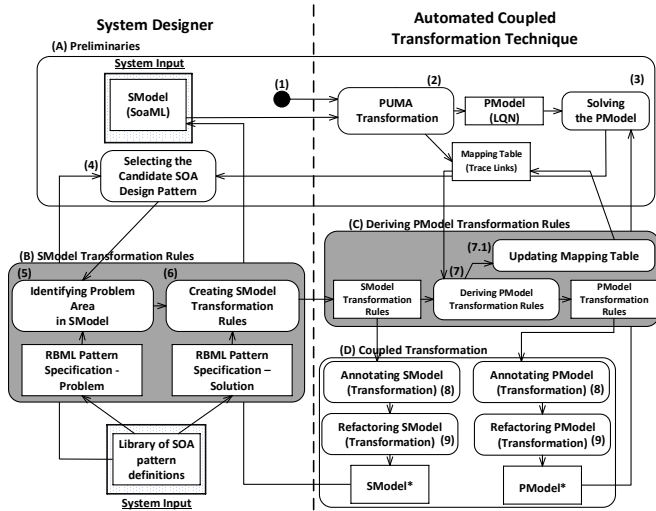 System Designer
Automated Coupled
Transformation Technique
(A) Preliminaries
System Input
SModel
(SoaML)
(1)
(2)
PUMA
Transformation
PModel
(LQN)
(3)
Solving
the PModel
Mapping Table
(Trace Links)
(4)
Selecting the
Candidate SOA
Design Pattern
(C) Deriving PModel Transformation Rules
(7.1)
Updating Mapping Table
(B) SModel Transformation Rules
(5)
Identifying Problem
Area
in SModel
(6)
Creating SModel
Transformation
Rules
SModel
Transformation
Rules
(7)
Deriving PModel
Transformation Rules
PModel
Transformation
Rules
RBML Pattern
Specification -
Problem
RBML Pattern
Specification –
Solution
(D) Coupled Transformation
Annotating SModel
(Transformation) (8)
Annotating PModel
(Transformation) (8)
Refactoring SModel
(Transformation) (9)
Refactoring PModel
(Transformation) (9)
Library of SOA
pattern
definitions
System Input
SModel*
PModel*